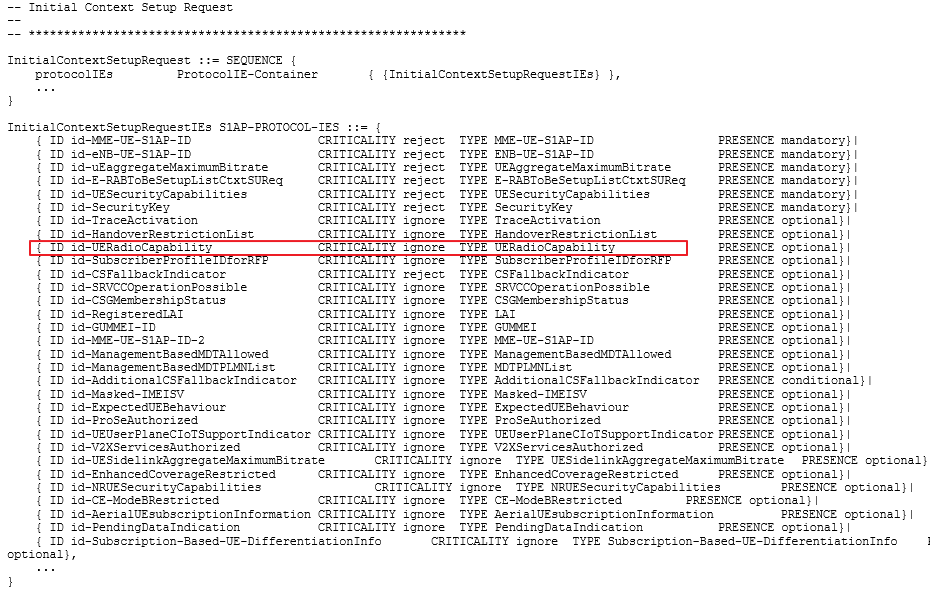 -- Initial Context Setup Request
--
-- **************************************************************
InitialContextSetupRequest ::= SEQUENCE {
protocolIEs ProtocolIE-Container { {InitialContextSetupRequestIEs} },
...
}
InitialContextSetupRequestIEs S1AP-PROTOCOL-IES ::= {
{ ID id-MME-UE-S1AP-ID CRITICALITY reject TYPE MME-UE-S1AP-ID PRESENCE mandatory}|
{ ID id-eNB-UE-S1AP-ID CRITICALITY reject TYPE ENB-UE-S1AP-ID PRESENCE mandatory}|
{ ID id-uEaggregateMaximumBitrate CRITICALITY reject TYPE UEAggregateMaximumBitrate PRESENCE mandatory}|
{ ID id-E-RABToBeSetupListCtxtSUReq CRITICALITY reject TYPE E-RABToBeSetupListCtxtSUReq PRESENCE mandatory}|
{ ID id-UESecurityCapabilities CRITICALITY reject TYPE UESecurityCapabilities PRESENCE mandatory}|
{ ID id-SecurityKey CRITICALITY reject TYPE SecurityKey PRESENCE mandatory}|
{ ID id-TraceActivation CRITICALITY ignore TYPE TraceActivation PRESENCE optional}|
{ ID id-HandoverRestrictionList CRITICALITY ignore TYPE HandoverRestrictionList PRESENCE optional}|
{ ID id-UERadioCapability CRITICALITY ignore TYPE UERadioCapability PRESENCE optional}|
{ ID id-SubscriberProfileIDforRFP CRITICALITY ignore TYPE SubscriberProfileIDforRFP PRESENCE optional}|
{ ID id-CSFallbackIndicator CRITICALITY reject TYPE CSFallbackIndicator PRESENCE optional}|
{ ID id-SRVCCOperationPossible CRITICALITY ignore TYPE SRVCCOperationPossible PRESENCE optional}|
{ ID id-CSGMembershipStatus CRITICALITY ignore TYPE CSGMembershipStatus PRESENCE optional}|
{ ID id-RegisteredLAI CRITICALITY ignore TYPE LAI PRESENCE optional}|
{ ID id-GUMMEI-ID CRITICALITY ignore TYPE GUMMEI PRESENCE optional}|
{ ID id-MME-UE-S1AP-ID-2 CRITICALITY ignore TYPE MME-UE-S1AP-ID PRESENCE optional}|
{ ID id-ManagementBasedMDTAllowed CRITICALITY ignore TYPE ManagementBasedMDTAllowed PRESENCE optional}|
{ ID id-ManagementBasedMDTPLMNList CRITICALITY ignore TYPE MDTPLMNList PRESENCE optional}|
{ ID id-AdditionalCSFallbackIndicator CRITICALITY ignore TYPE AdditionalCSFallbackIndicator PRESENCE conditional}|
{ ID id-Masked-IMEISV CRITICALITY ignore TYPE Masked-IMEISV PRESENCE optional}|
{ ID id-ExpectedUEBehaviour CRITICALITY ignore TYPE ExpectedUEBehaviour PRESENCE optional}|
{ ID id-ProSeAuthorized CRITICALITY ignore TYPE ProSeAuthorized PRESENCE optional}|
{ ID id-UEUserPlaneCIoTSupportIndicator CRITICALITY ignore TYPE UEUserPlaneCIoTSupportIndicator PRESENCE optional}|
{ ID id-V2XServicesAuthorized CRITICALITY ignore TYPE V2XServicesAuthorized PRESENCE optional}|
{ ID id-UESidelinkAggregateMaximumBitrate CRITICALITY ignore TYPE UESidelinkAggregateMaximumBitrate PRESENCE optional}
{ ID id-EnhancedCoverageRestricted CRITICALITY ignore TYPE EnhancedCoverageRestricted PRESENCE optional}|
{ ID id-NRUESecurityCapabilities CRITICALITY ignore TYPE NRUESecurityCapabilities PRESENCE optional}|
{ ID id-CE-ModeBRestricted CRITICALITY ignore TYPE CE-ModeBRestricted PRESENCE optional}|
{ ID id-AerialUEsubscriptionInformation CRITICALITY ignore TYPE AerialUEsubscriptionInformation PRESENCE optional}|
{ ID id-PendingDataIndication CRITICALITY ignore TYPE PendingDataIndication PRESENCE optional}|
{ ID id-Subscription-Based-UE-DifferentiationInfo CRITICALITY ignore TYPE Subscription-Based-UE-DifferentiationInfo
optional},
...
}